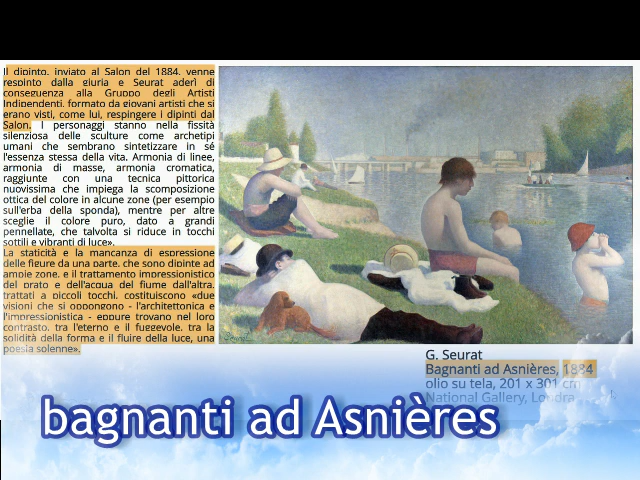 Il dipinto, inviato al Salon del 1884, venne
respinto dalla giuria e Seurat aderì di
conseguenza alla Gruppo degli Artisti
Indipendenti, formato da giovani artisti che si
erano visti, come lui, respingere i dipinti dal
Salon. I personaggi stanno nella fissità
silenziosa delle sculture come archetipi
umani che sembrano sintetizzare in sé
l'essenza stessa della vita. Armonia di linee,
armonia di masse, armonia cromatica,
raggiunte con una tecnica pittorica
nuovissima che impiega la scomposizione
ottica del colore in alcune zone (per esempio
sull'erba della sponda), mentre per altre
sceglie il colore puro, dato a grandi
pennellate, che talvolta si riduce in tocchi
sottili e vibranti di luce».
La staticità e la mancanza di espressione
delle figure da una parte, che sono dipinte ad
ampie zone, e il trattamento impressionistico
del prato e dell'acqua del fiume dall'altra,
trattati a piccoli tocchi, costituiscono «due
visioni che si oppongono - l'architettonica e
l'impressionistica - eppure trovano nel loro
contrasto, tra l'eterno e il fuggevole, tra la
solidità della forma e il fluire della luce, una
poesia solenne».
G. Seurat
Bagnanti ad Asnières, 1884
olio su tela, 201 x 301 cm
National Gallery, Londra
bagnanti ad Asnières